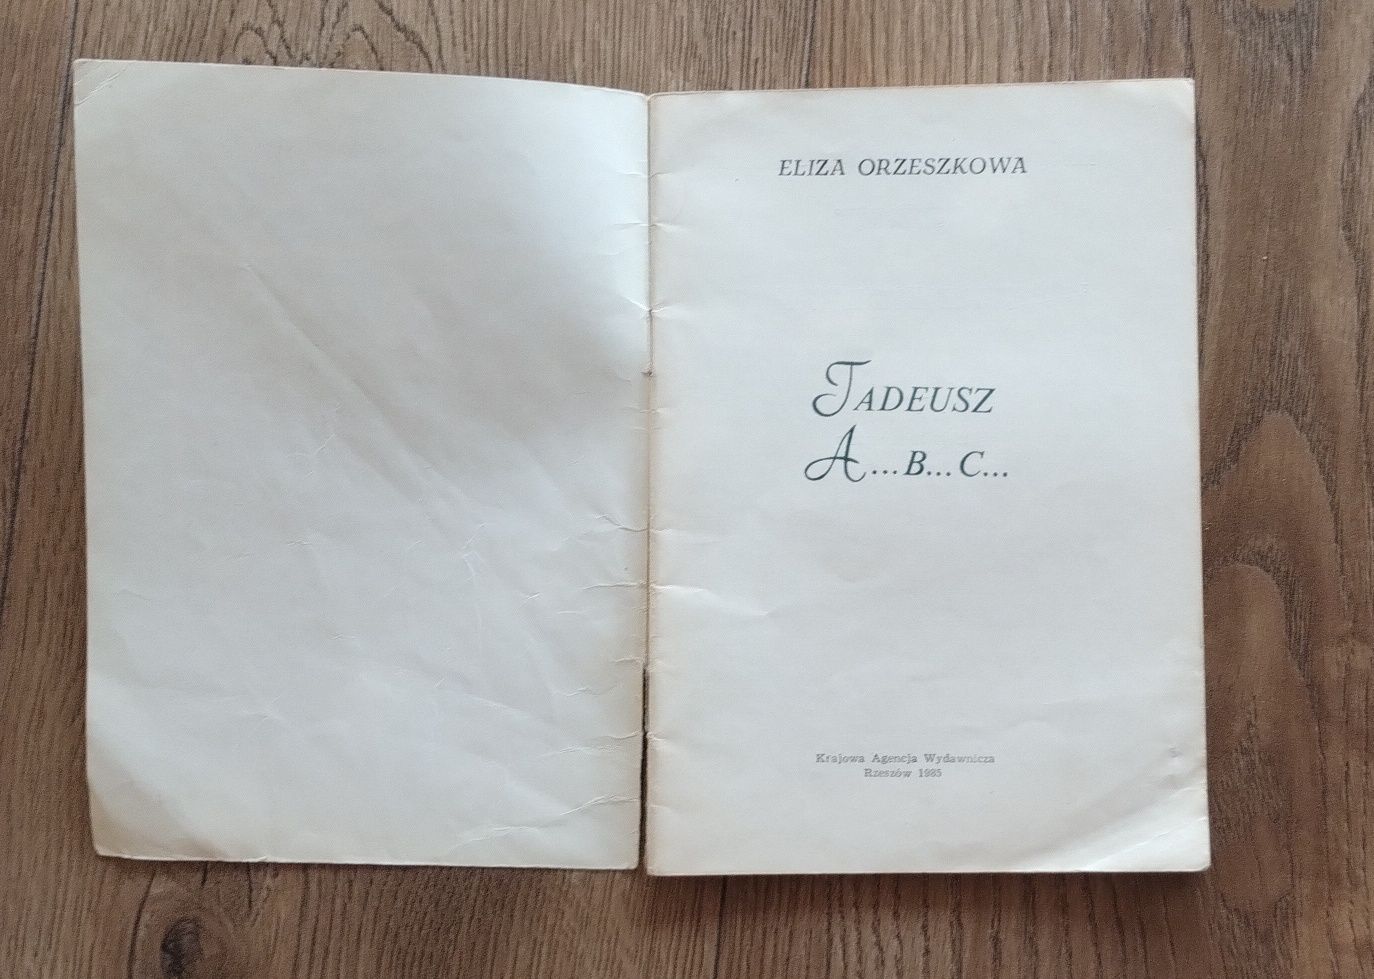 ELIZA ORZESZKOWA
TADEUSZ
A...B...C...
Krajowa Agencja Wydawnicza
Rzeszów 1985